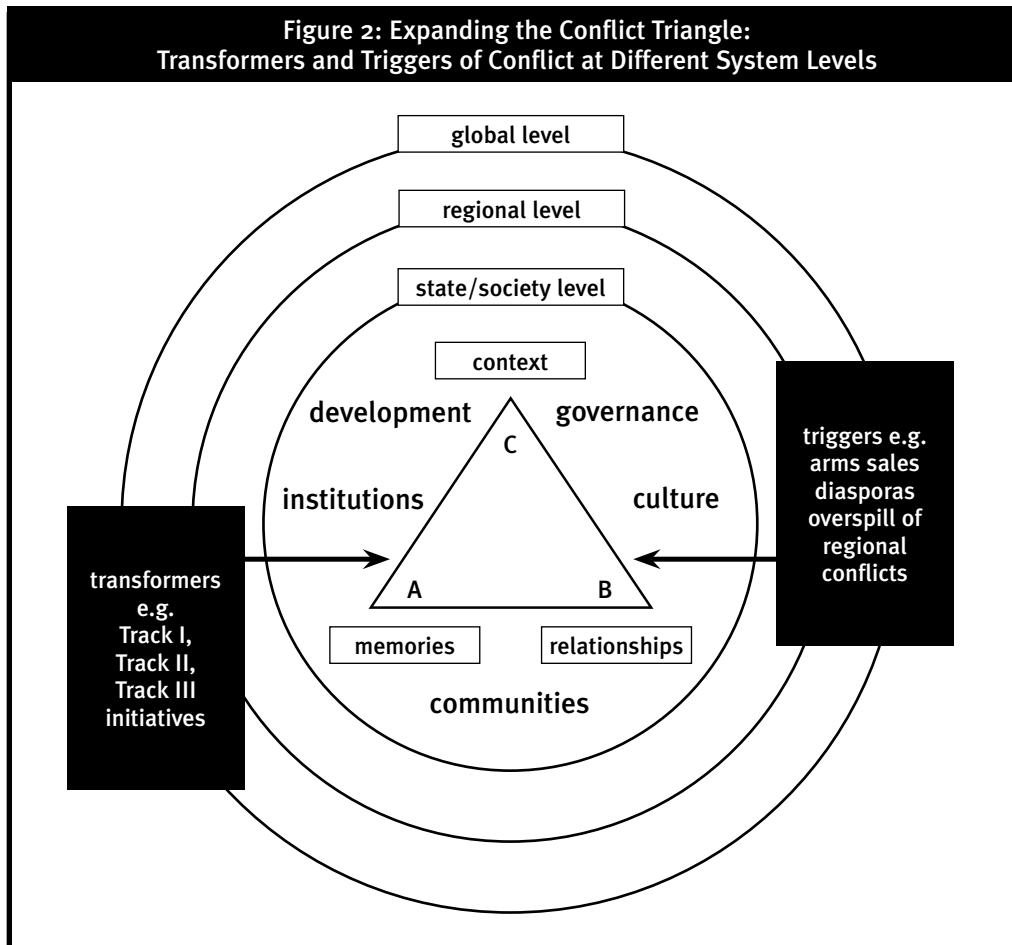 Figure 2: Expanding the Conflict Triangle:
Transformers and Triggers of Conflict at Different System Levels
global level
regional level
state/society level
context
development
governance
C
institutions
culture
A
B
memories
relationships
communities
transformers
e.g.
Track I,
Track II,
Track III
initiatives
triggers e.g.
arms sales
diasporas
overspill of
regional
conflicts